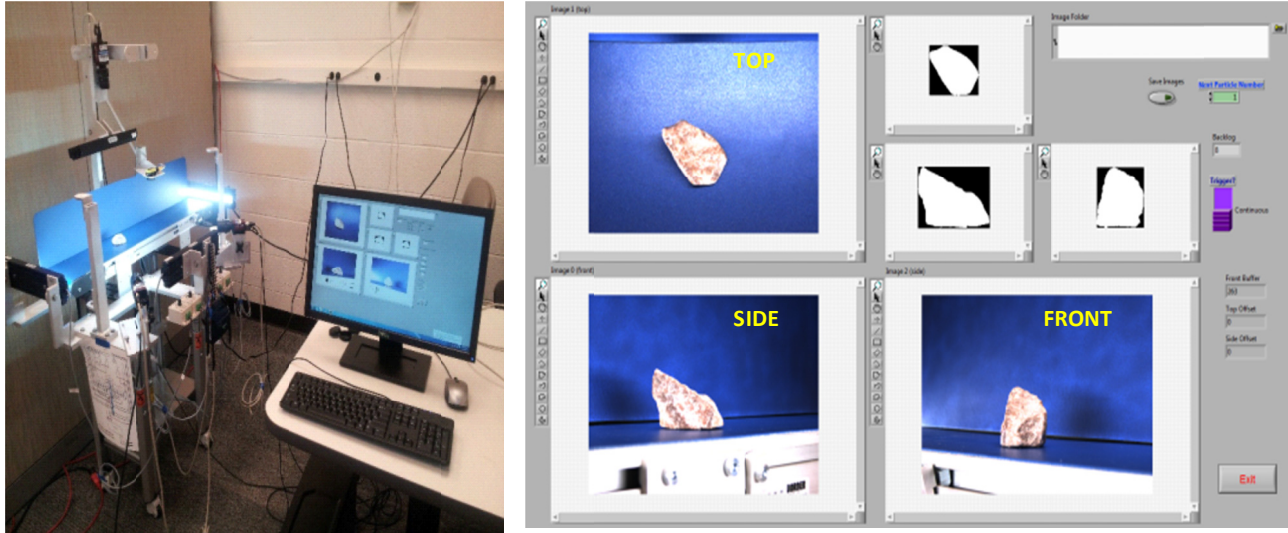 Image 1 (top)
TOP
Image Folder
Save Images
Next Particle Number
1
Backlog
0
Trigger?
Continuous
Image 0 (front)
SIDE
Image 2 (side)
FRONT
Front Buffer
Top Offset
0
Side Offset
0
Exit